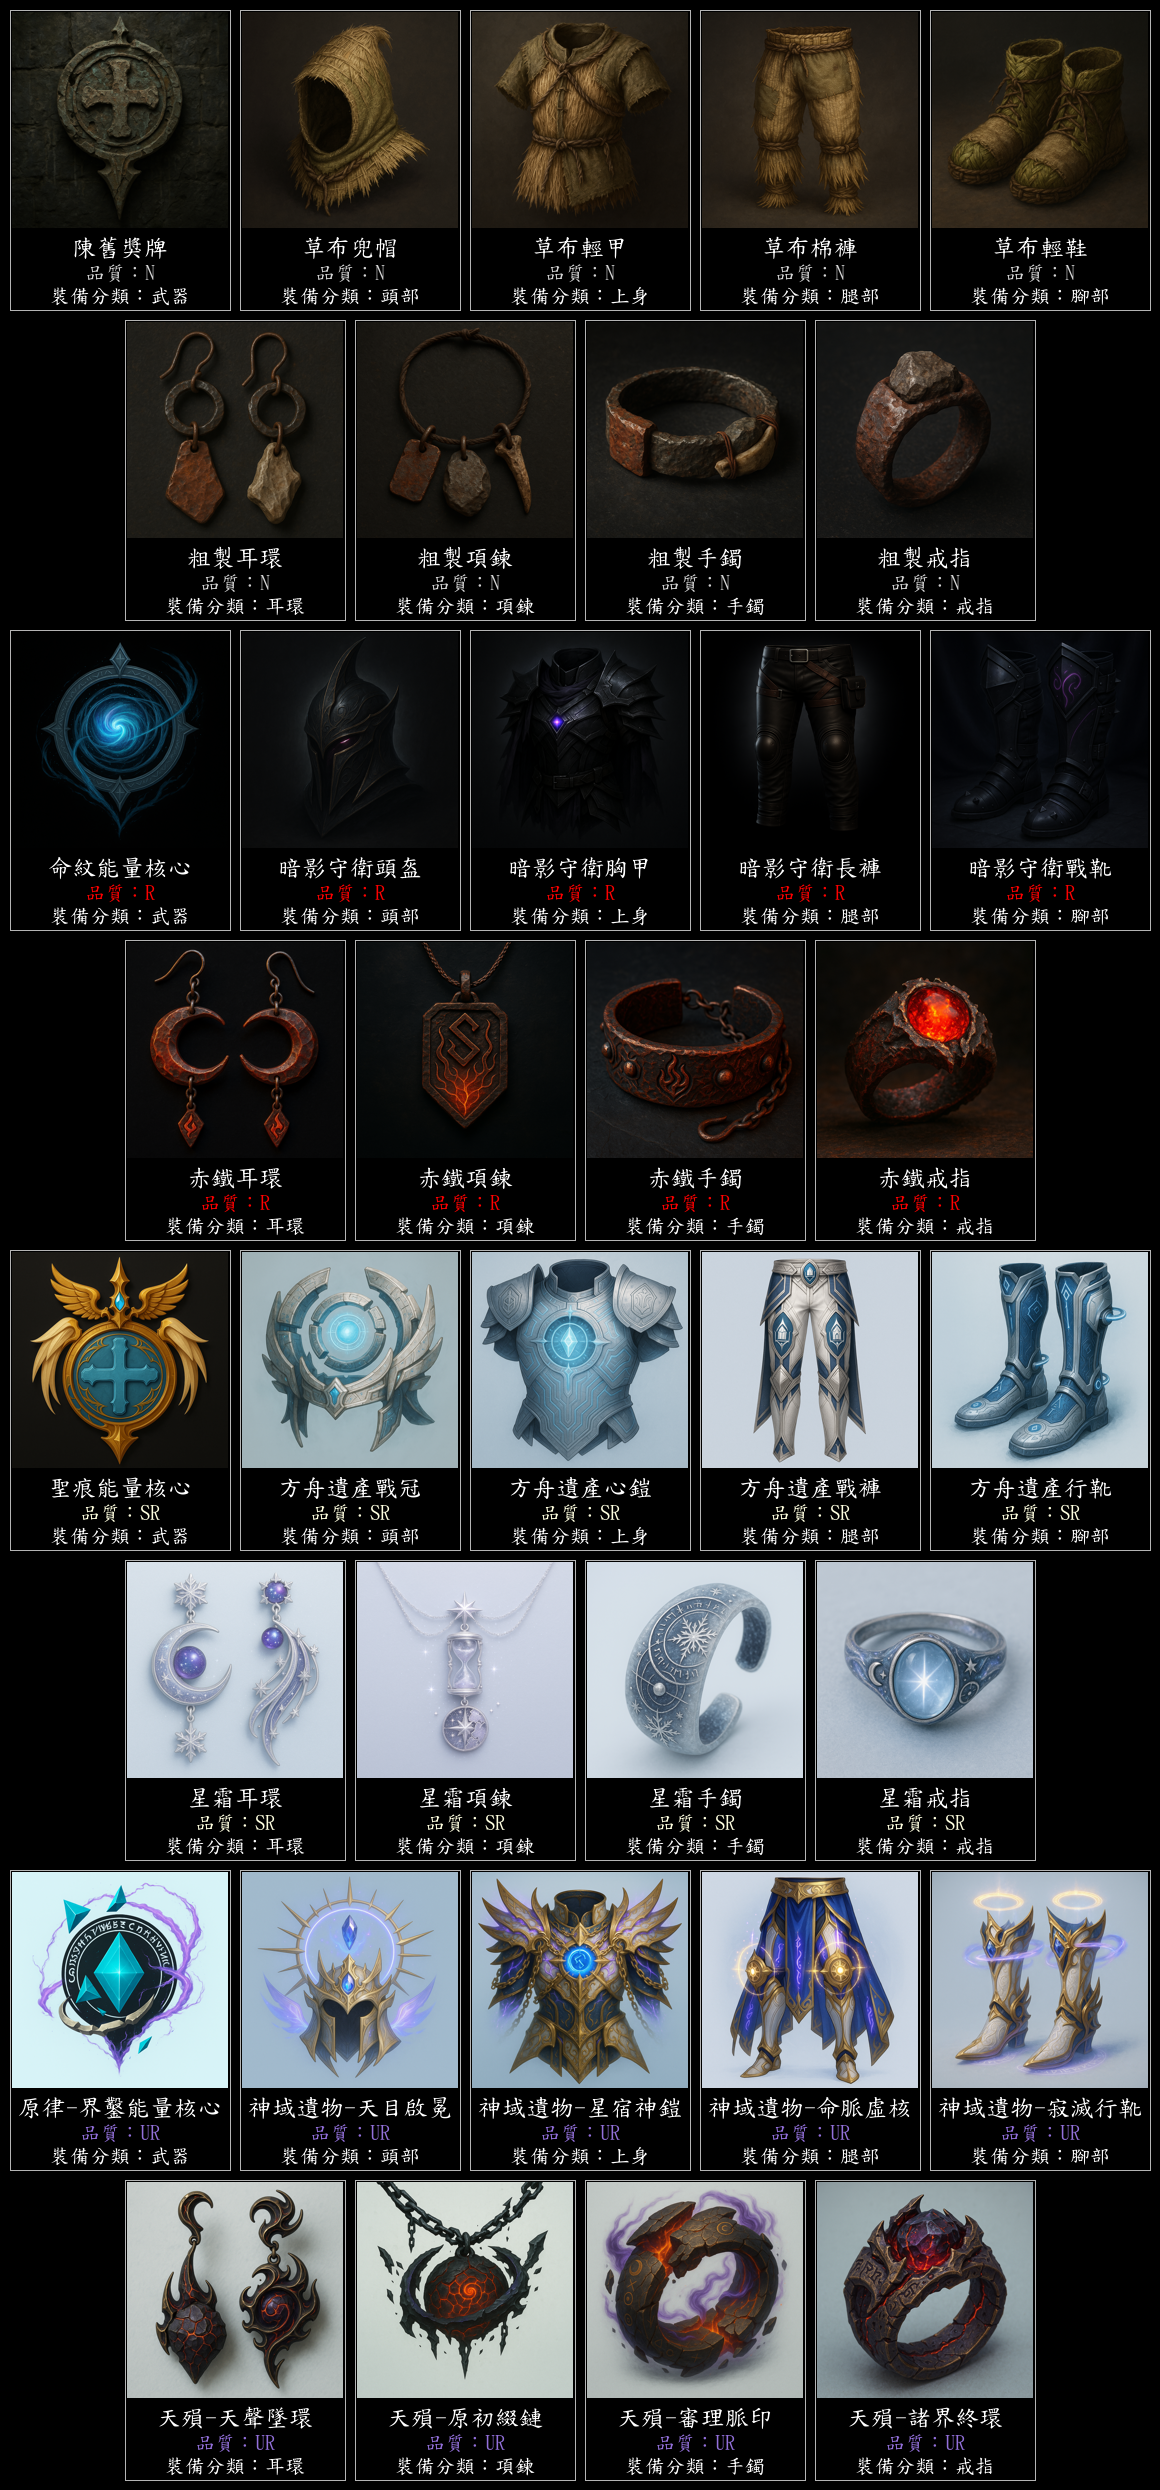 陳舊獎牌
品質：N
裝備分類：武器
草布兜帽
品質：N
裝備分類：頭部
草布輕甲
品質：N
裝備分類：上身
草布棉褲
品質：N
裝備分類：腿部
草布輕鞋
品質：N
裝備分類：腳部
粗製耳環
品質：N
裝備分類：耳環
粗製項鍊
品質：N
裝備分類：項鍊
粗製手鐲
品質：N
裝備分類：手鐲
粗製戒指
品質：N
裝備分類：戒指
命紋能量核心
品質：R
裝備分類：武器
暗影守衛頭盔
品質：R
裝備分類：頭部
暗影守衛胸甲
品質：R
裝備分類：上身
暗影守衛長褲
品質：R
裝備分類：腿部
暗影守衛戰靴
品質：R
裝備分類：腳部
赤鐵耳環
品質：R
裝備分類：耳環
赤鐵項鍊
品質：R
裝備分類：項鍊
赤鐵手鐲
品質：R
裝備分類：手鐲
赤鐵戒指
品質：R
裝備分類：戒指
聖痕能量核心
品質：SR
裝備分類：武器
方舟遺產戰冠
品質：SR
裝備分類：頭部
方舟遺產心鎧
品質：SR
裝備分類：上身
方舟遺產戰褲
品質：SR
裝備分類：腿部
方舟遺產行靴
品質：SR
裝備分類：腳部
星霜耳環
品質：SR
裝備分類：耳環
星霜項鍊
品質：SR
裝備分類：項鍊
星霜手鐲
品質：SR
裝備分類：手鐲
星霜戒指
品質：SR
裝備分類：戒指
原律-界鑿能量核心
品質：UR
裝備分類：武器
神域遺物-天目啟冕
品質：UR
裝備分類：頭部
神域遺物-星宿神鎧
品質：UR
裝備分類：上身
神域遺物-命脈虛核
品質：UR
裝備分類：腿部
神域遺物-寂滅行靴
品質：UR
裝備分類：腳部
天殞-天聲墜環
品質：UR
裝備分類：耳環
天殞-原初綴鏈
品質：UR
裝備分類：項鍊
天殞-審理脈印
品質：UR
裝備分類：手鐲
天殞-諸界終環
品質：UR
裝備分類：戒指